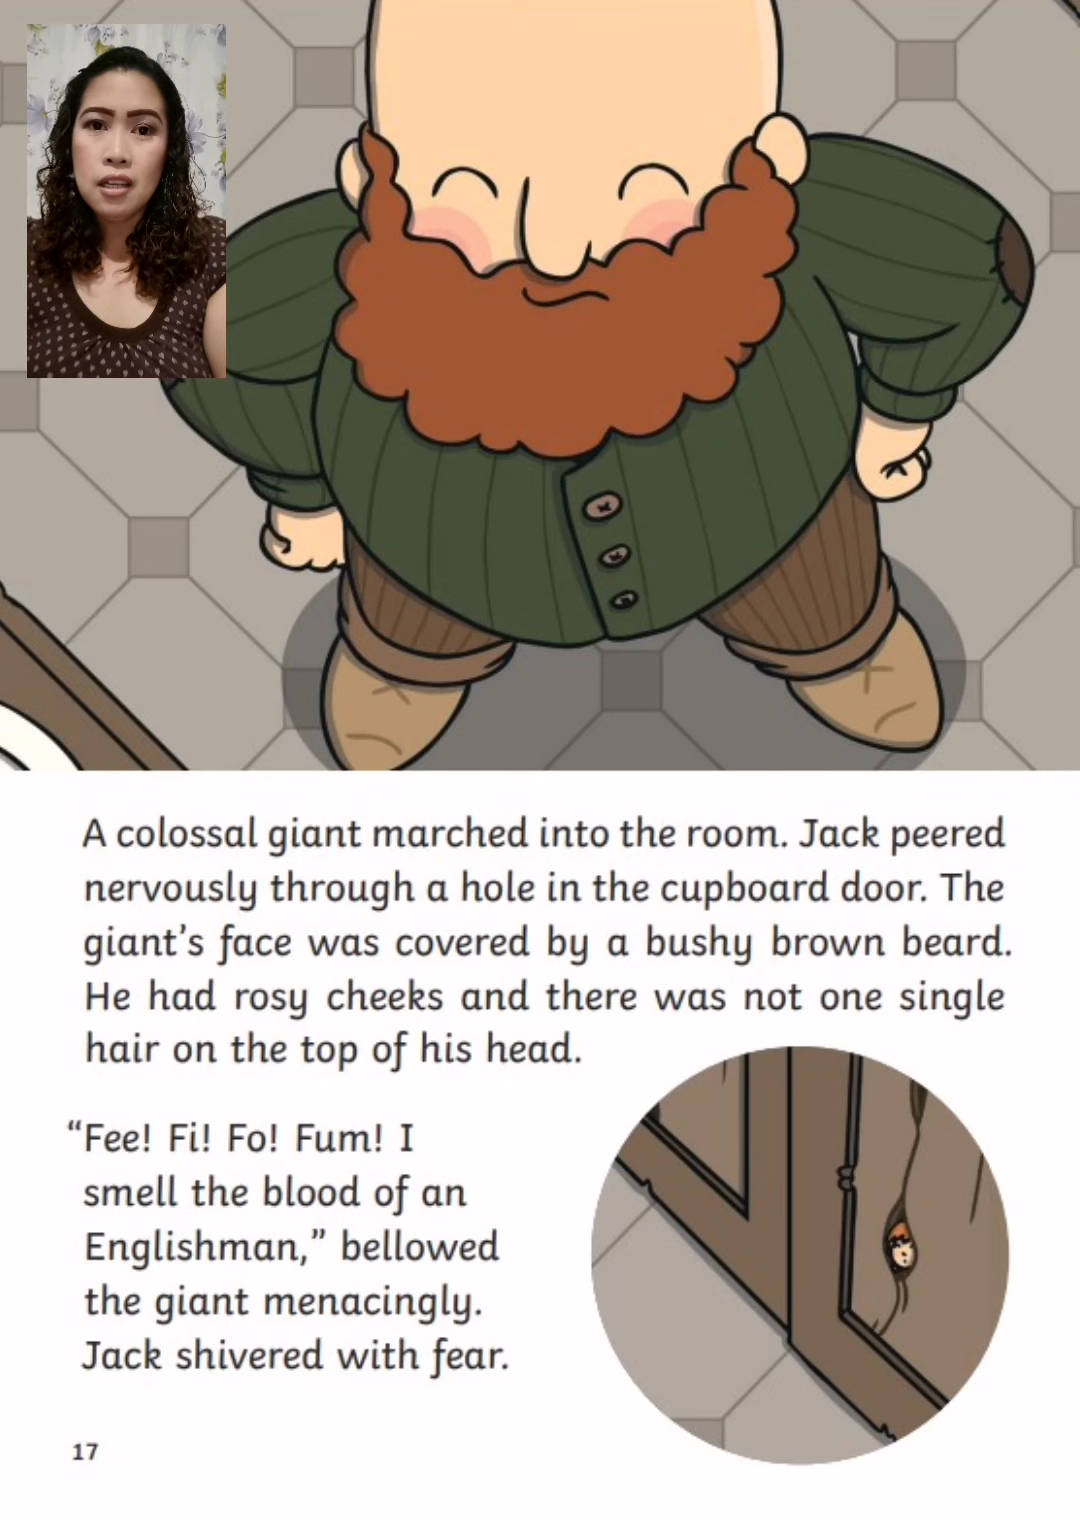 A colossal giant marched into the room. Jack peered
nervously through a hole in the cupboard door. The
giant’s face was covered by a bushy brown beard.
He had rosy cheeks and there was not one single
hair on the top of his head.
“Fee! Fi! Fo! Fum! I
smell the blood of an
Englishman,” bellowed
the giant menacingly.
Jack shivered with fear.
17